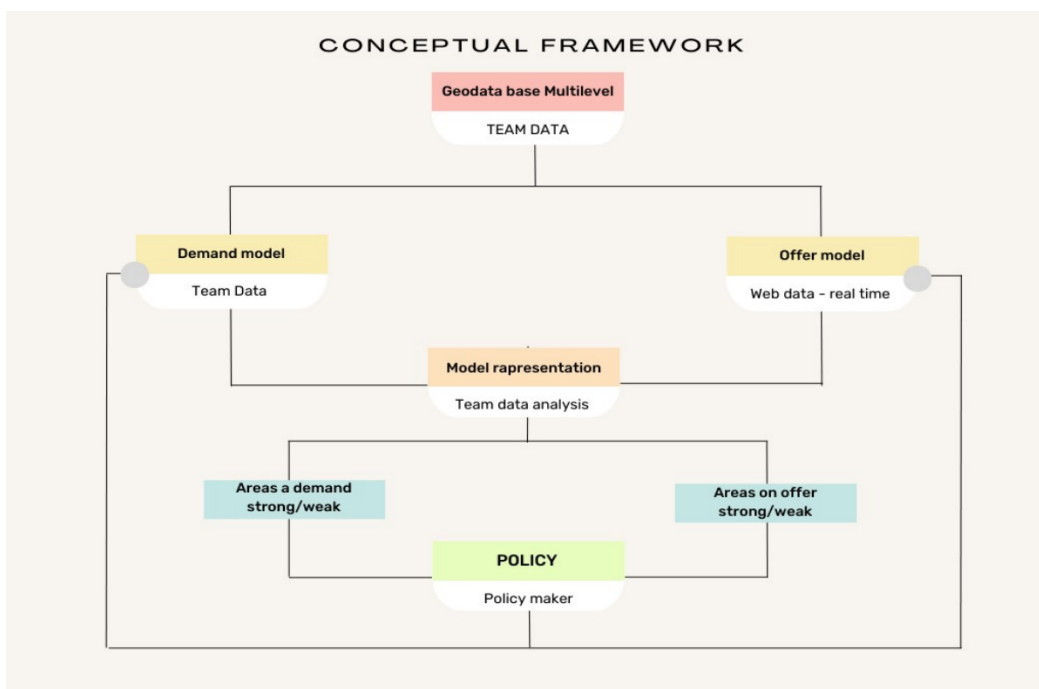 CONCEPTUAL FRAMEWORK
Geodata base Multilevel
TEAM DATA
Demand model
Team Data
Offer model
Web data - real time
Model rapresentation
Team data analysis
Areas a demand
strong/weak
Areas on offer
strong/weak
POLICY
Policy maker